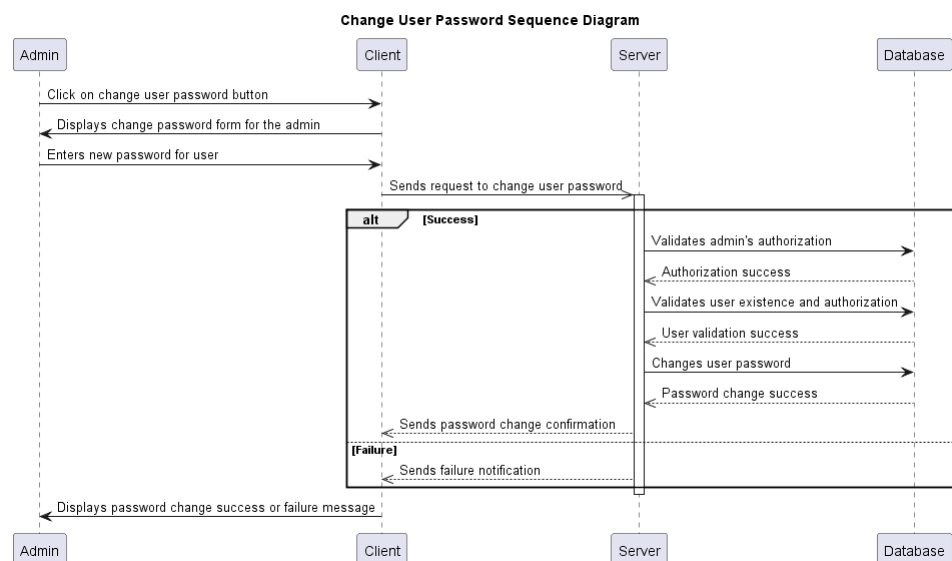 Change User Password Sequence Diagram
Admin Client Server Database
Click on change user password button
Displays change password form for the admin
Enters new password for user
Sends request to change user password
alt [Success]
Validates admin's authorization
Authorization success
Validates user existence and authorization
User validation success
Changes user password
Password change success
Sends password change confirmation
[Failure]
Sends failure notification
Displays password change success or failure message
Admin Client Server Database